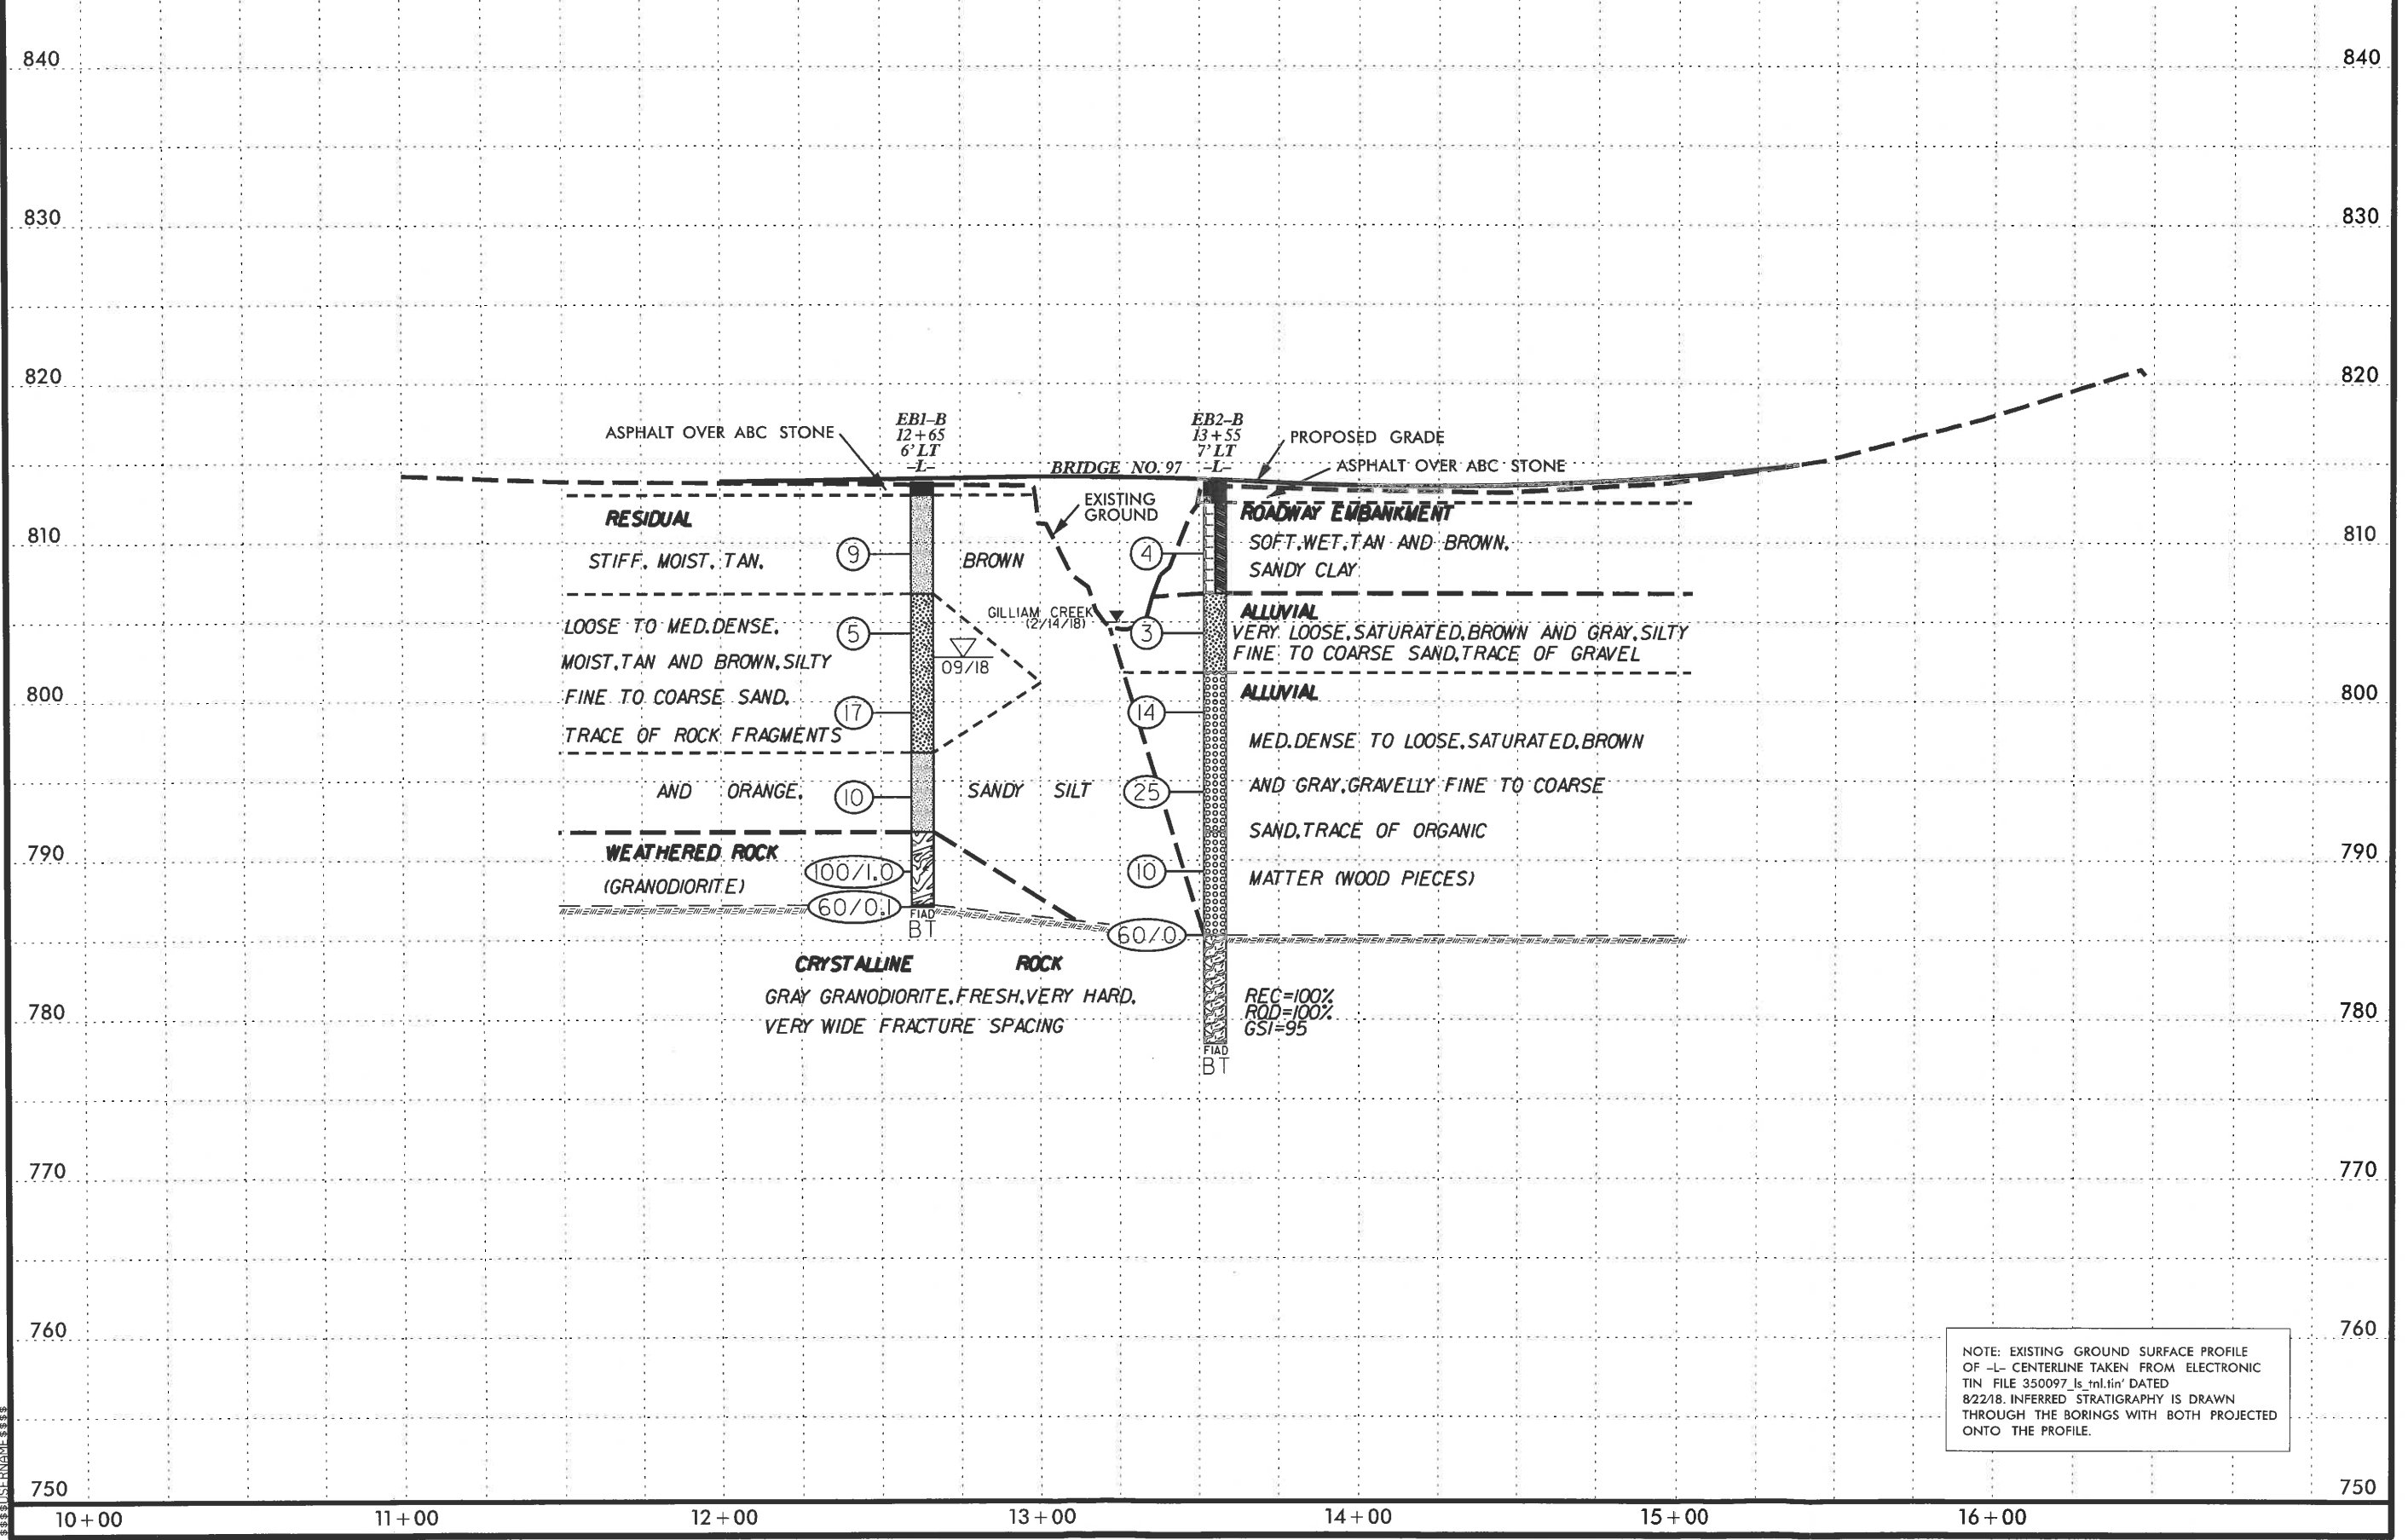 840
840
830
830
820
820
EB1-B
12+65
6' LT
-L-
EB2-B
13+55
7' LT
-L-
ASPHALT OVER ABC STONE
PROPOSED GRADE
BRIDGE NO. 97
ASPHALT OVER ABC STONE
EXISTING
GROUND
RESIDUAL
ROADWAY EMBANKMENT
810
810
STIFF, MOIST, TAN,
9
BROWN
4
SOFT, WET, TAN AND BROWN,
SANDY CLAY
GILLIAM CREEK
(2/14/18)
ALLUVIAL
LOOSE TO MED. DENSE,
5
3
VERY LOOSE, SATURATED, BROWN AND GRAY, SILTY
FINE TO COARSE SAND, TRACE OF GRAVEL
MOIST, TAN AND BROWN, SILTY
09/18
800
800
FINE TO COARSE SAND,
ALLUVIAL
17
14
TRACE OF ROCK FRAGMENTS
MED. DENSE TO LOOSE, SATURATED, BROWN
AND ORANGE,
10
SANDY SILT
25
AND GRAY, GRAVELLY FINE TO COARSE
SAND, TRACE OF ORGANIC
790
790
WEATHERED ROCK
(GRANODIORITE)
100/1.0
10
MATTER (WOOD PIECES)
60/0.1
FIAD
BT
60/0
CRYSTALLINE ROCK
GRAY GRANODIORITE, FRESH, VERY HARD,
VERY WIDE FRACTURE SPACING
REC=100%
RQD=100%
GSI=95
780
780
FIAD
BT
770
770
760
760
NOTE: EXISTING GROUND SURFACE PROFILE
OF -L- CENTERLINE TAKEN FROM ELECTRONIC
TIN FILE 350097_ls_tnl.tin' DATED
8/22/18. INFERRED STRATIGRAPHY IS DRAWN
THROUGH THE BORINGS WITH BOTH PROJECTED
ONTO THE PROFILE.
$$$$USERNAME$$$$
750
750
10+00
11+00
12+00
13+00
14+00
15+00
16+00